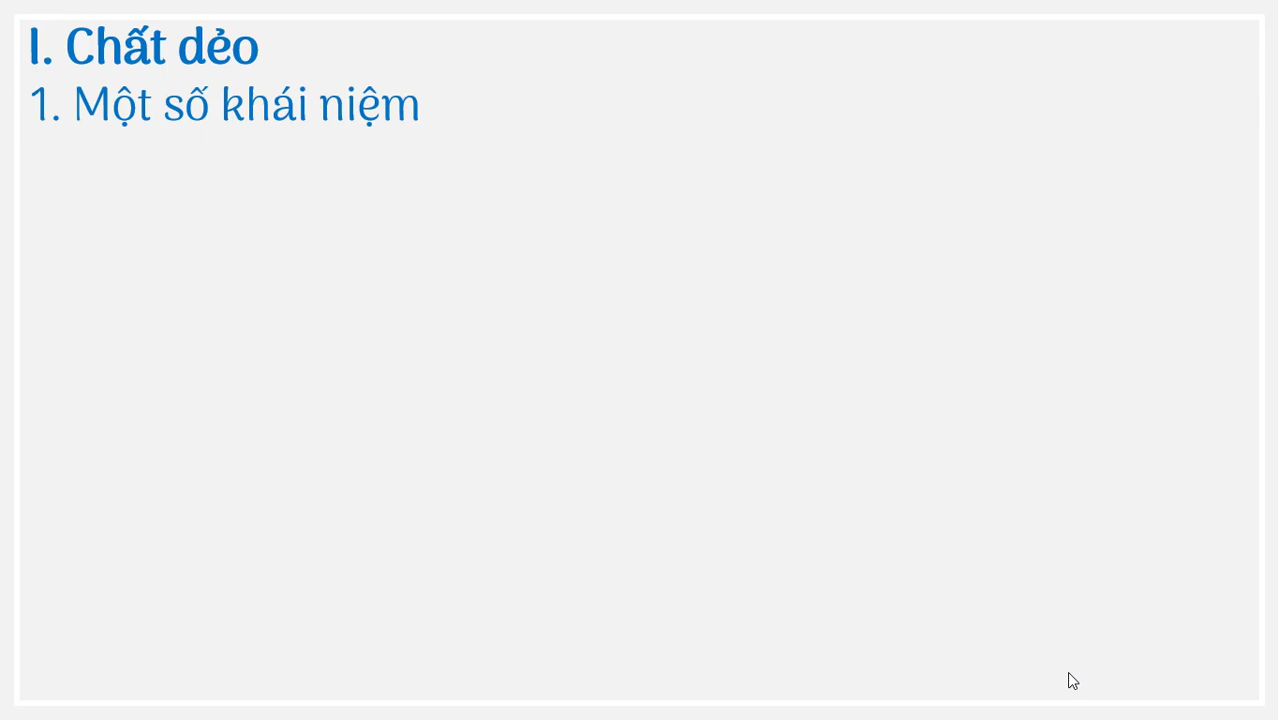 I. Chất dẻo
1. Một số khái niệm